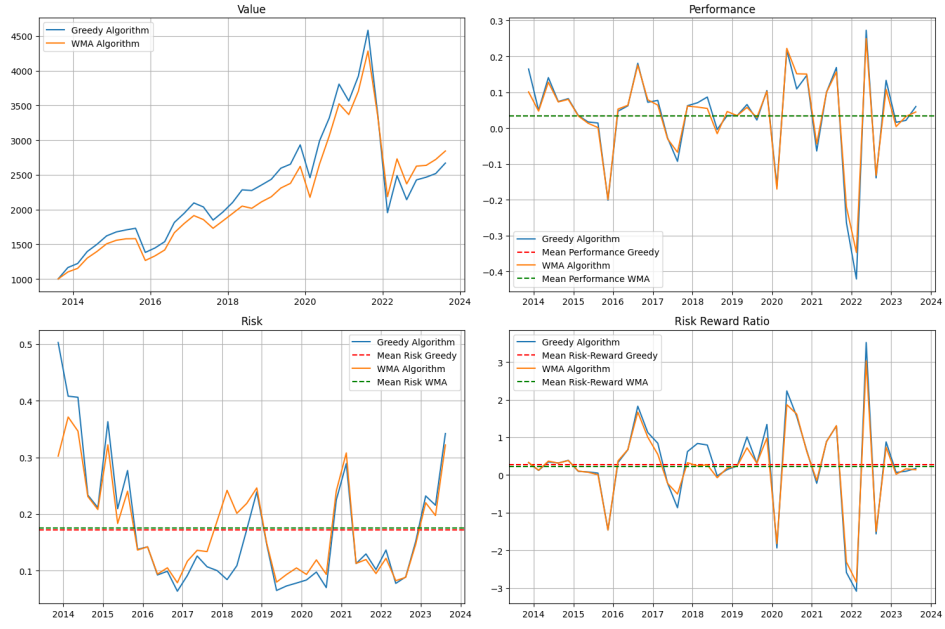 Value
Greedy Algorithm
WMA Algorithm
4500
4000
3500
3000
2500
2000
1500
1000
2014 2016 2018 2020 2022 2024
Performance
0.3
0.2
0.1
0.0
−0.1
−0.2
−0.3
−0.4
Greedy Algorithm
Mean Performance Greedy
WMA Algorithm
Mean Performance WMA
2014 2015 2016 2017 2018 2019 2020 2021 2022 2023 2024
Risk
Greedy Algorithm
Mean Risk Greedy
WMA Algorithm
Mean Risk WMA
0.5
0.4
0.3
0.2
0.1
2014 2015 2016 2017 2018 2019 2020 2021 2022 2023 2024
Risk Reward Ratio
Greedy Algorithm
Mean Risk-Reward Greedy
WMA Algorithm
Mean Risk-Reward WMA
3
2
1
0
−1
−2
−3
2014 2015 2016 2017 2018 2019 2020 2021 2022 2023 2024